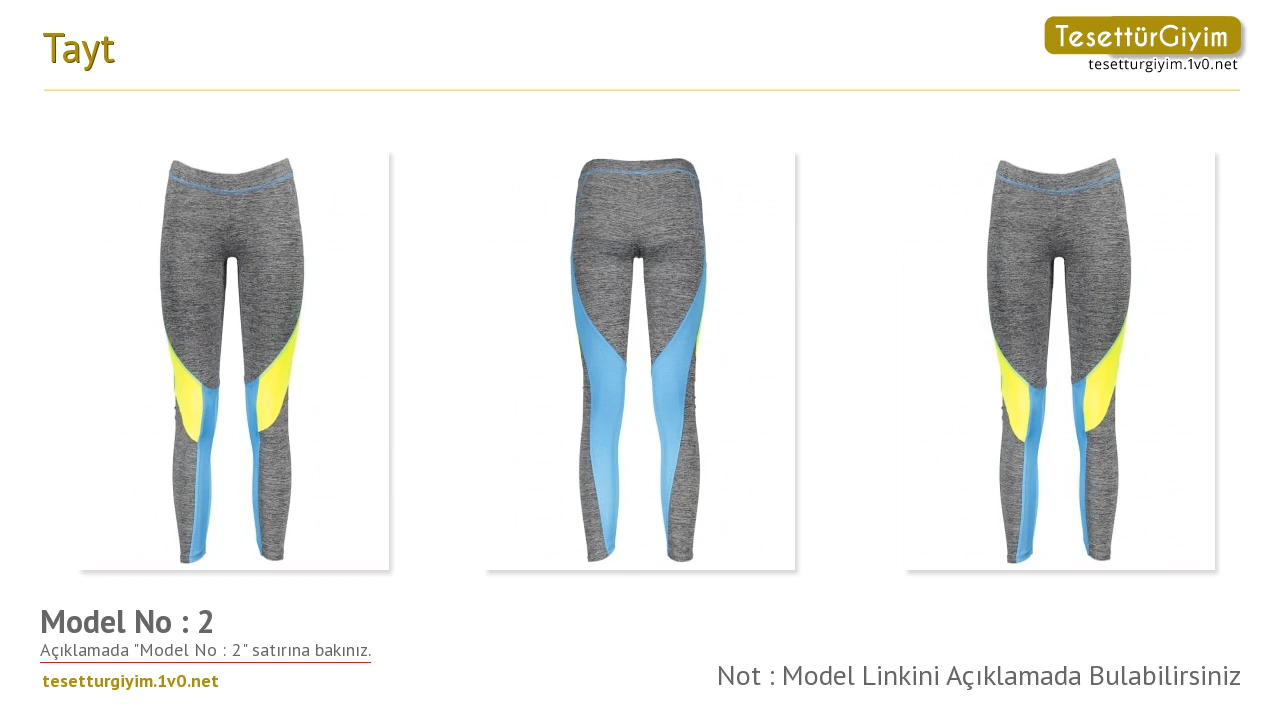 Tayt
TesettürGiyim
tesetturgiyim.1v0.net
Model No : 2
Açıklamada "Model No : 2" satırına bakınız.
tesetturgiyim.1v0.net
Not : Model Linkini Açıklamada Bulabilirsiniz